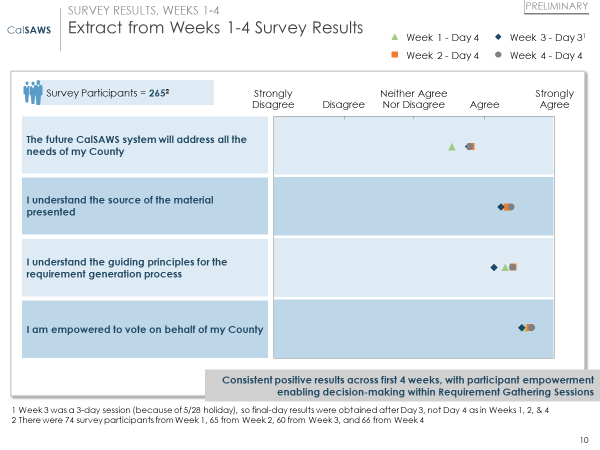 SURVEY RESULTS, WEEKS 1-4
PRELIMINARY
CalSAWS
Extract from Weeks 1-4 Survey Results
Week 1 - Day 4
Week 3 - Day 3¹
Week 2 - Day 4
Week 4 - Day 4
Survey Participants = 265²
Strongly
Disagree
Disagree
Neither Agree
Nor Disagree
Agree
Strongly
Agree
The future CalSAWS system will address all the
needs of my County
I understand the source of the material
presented
I understand the guiding principles for the
requirement generation process
I am empowered to vote on behalf of my County
Consistent positive results across first 4 weeks, with participant empowerment
enabling decision-making within Requirement Gathering Sessions
1 Week 3 was a 3-day session (because of 5/28 holiday), so final-day results were obtained after Day 3, not Day 4 as in Weeks 1, 2, & 4
2 There were 74 survey participants from Week 1, 65 from Week 2, 60 from Week 3, and 66 from Week 4
10